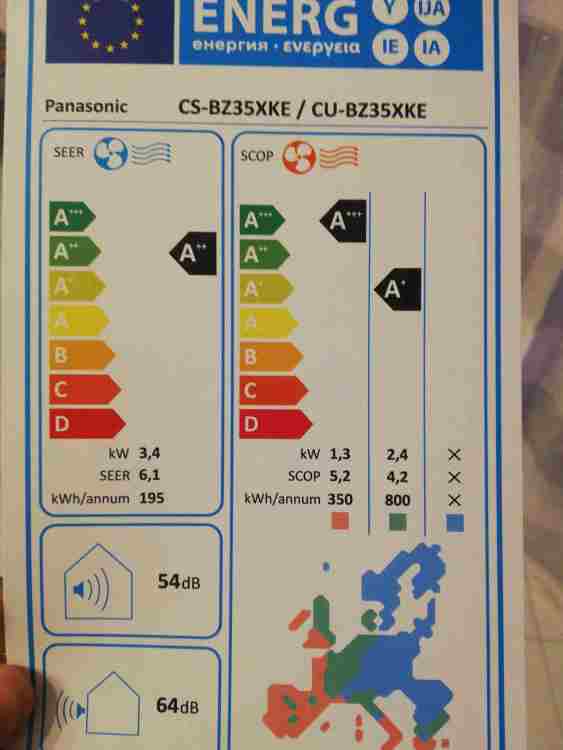 ENERG
Y IJA
енергия · ενεργεια
IE IA
Panasonic CS-BZ35XKE / CU-BZ35XKE
SEER
SCOP
A+++
A++
A+
A
B
C
D
A++
A+++
A++
A+
A
B
C
D
A+++
A+
kW 3,4
SEER 6,1
kWh/annum 195
kW 1,3 2,4 X
SCOP 5,2 4,2 X
kWh/annum 350 800 X
54dB
64dB